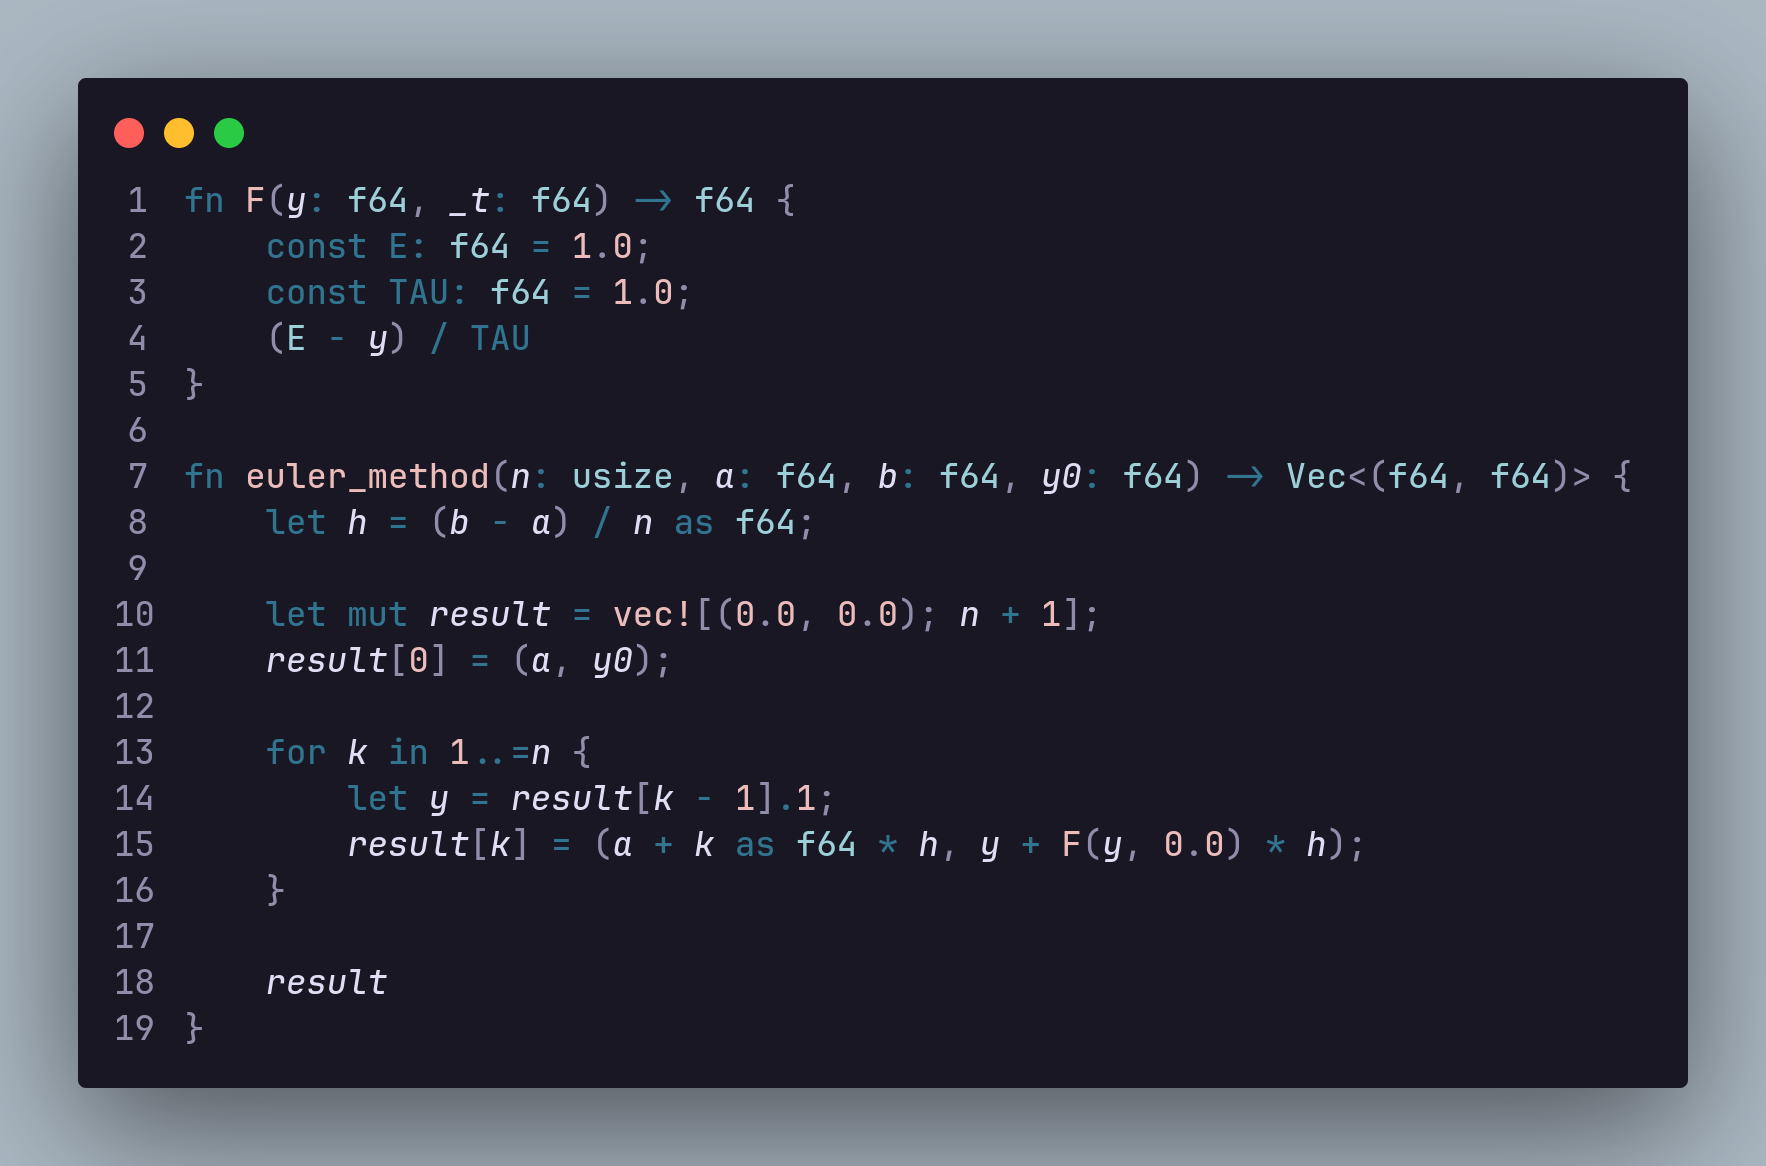 1 fn F(y: f64, _t: f64) -> f64 {
2     const E: f64 = 1.0;
3     const TAU: f64 = 1.0;
4     (E - y) / TAU
5 }
6
7 fn euler_method(n: usize, a: f64, b: f64, y0: f64) -> Vec<(f64, f64)> {
8     let h = (b - a) / n as f64;
9
10     let mut result = vec![(0.0, 0.0); n + 1];
11     result[0] = (a, y0);
12
13     for k in 1..=n {
14         let y = result[k - 1].1;
15         result[k] = (a + k as f64 * h, y + F(y, 0.0) * h);
16     }
17
18     result
19 }